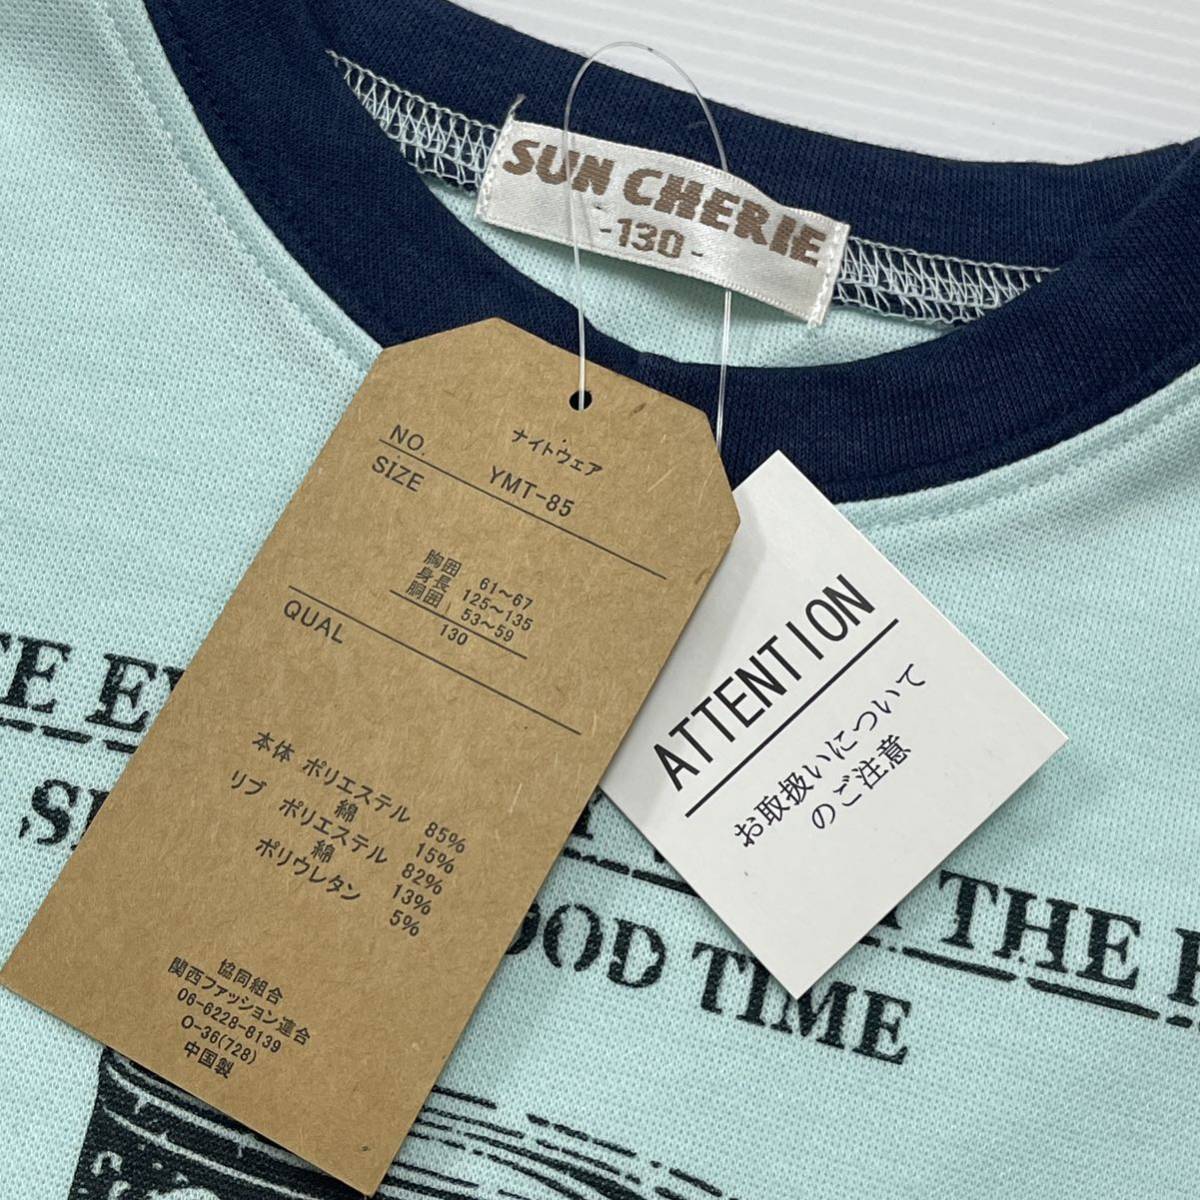 SUN CHERIE
-130-
ナイトウェア
NO. YMT-85
SIZE
胸囲 61～67
身長 125～135
胴囲 53～59
130
QUAL
本体 ポリエステル 85%
綿 15%
リブ ポリエステル 82%
綿 13%
ポリウレタン 5%
協同組合
関西ファッション連合
06-6228-8139
O-36(728)
中国製
ATTENTION
お取扱いについて
のご注意
THE
TIME